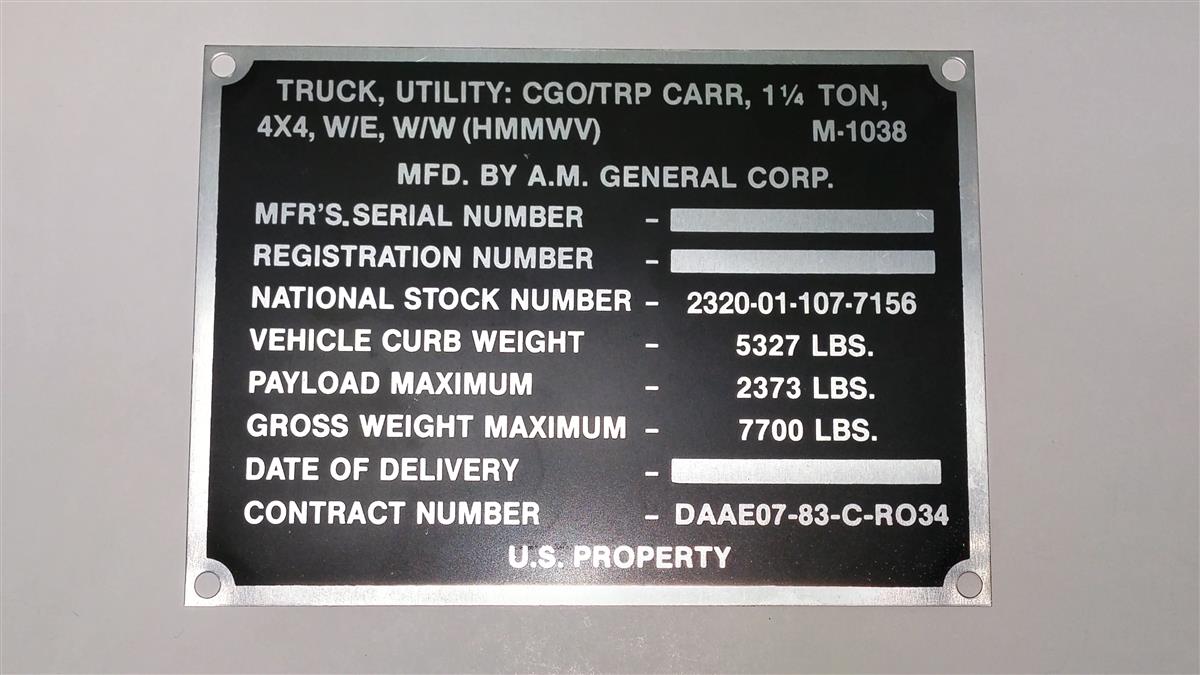 TRUCK, UTILITY: CGO/TRP CARR, 1¼ TON,
4X4, W/E, W/W (HMMWV) M-1038
MFD. BY A.M. GENERAL CORP.
MFR'S. SERIAL NUMBER -
REGISTRATION NUMBER -
NATIONAL STOCK NUMBER - 2320-01-107-7156
VEHICLE CURB WEIGHT - 5327 LBS.
PAYLOAD MAXIMUM - 2373 LBS.
GROSS WEIGHT MAXIMUM - 7700 LBS.
DATE OF DELIVERY -
CONTRACT NUMBER - DAAE07-83-C-RO34
U.S. PROPERTY